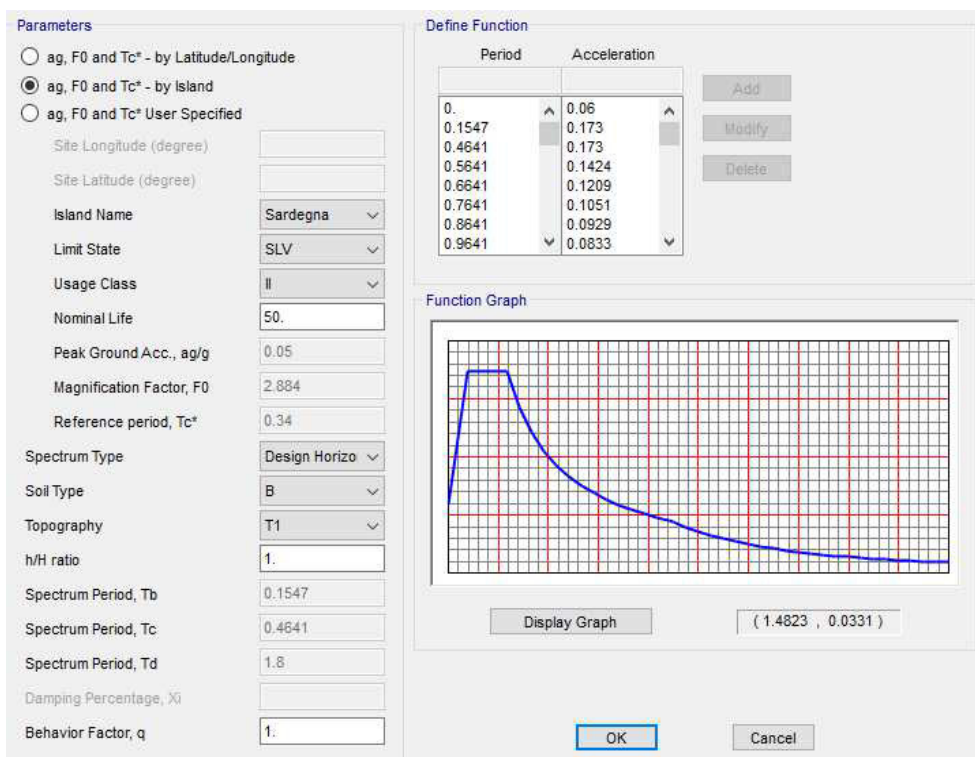 Parameters
ag, F0 and Tc* - by Latitude/Longitude
ag, F0 and Tc* - by Island
ag, F0 and Tc* User Specified
Site Longitude (degree)
Site Latitude (degree)
Island Name Sardegna
Limit State SLV
Usage Class II
Nominal Life 50.
Peak Ground Acc., ag/g 0.05
Magnification Factor, F0 2.884
Reference period, Tc* 0.34
Spectrum Type Design Horizo
Soil Type B
Topography T1
h/H ratio 1.
Spectrum Period, Tb 0.1547
Spectrum Period, Tc 0.4641
Spectrum Period, Td 1.8
Damping Percentage, Xi
Behavior Factor, q 1.
Define Function
Period Acceleration
0. 0.06
0.1547 0.173
0.4641 0.173
0.5641 0.1424
0.6641 0.1209
0.7641 0.1051
0.8641 0.0929
0.9641 0.0833
Add
Modify
Delete
Function Graph
Display Graph ( 1.4823 , 0.0331 )
OK Cancel